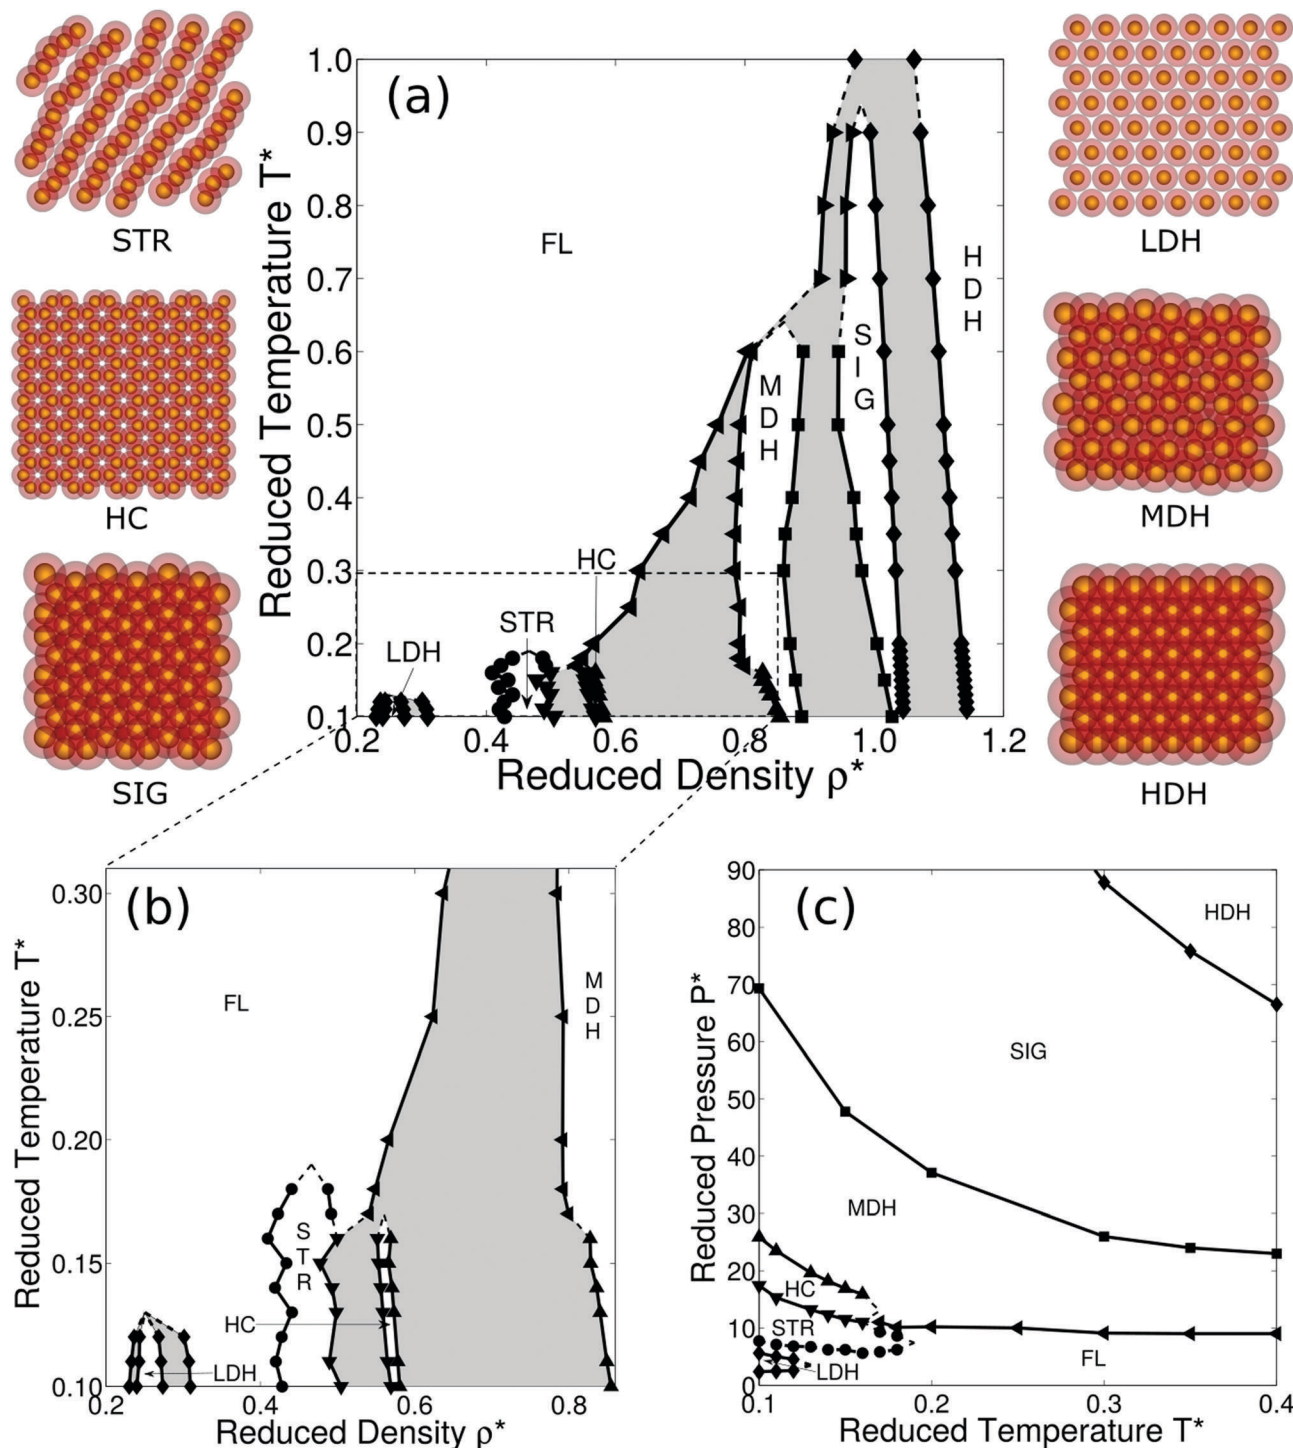 STR
HC
SIG
LDH
MDH
HDH
(a)
Reduced Temperature T*
1.0
0.9
0.8
0.7
0.6
0.5
0.4
0.3
0.2
0.1
FL
HDH
SIG
MDH
HC
STR
LDH
0.2
0.4
0.6
0.8
1.0
1.2
Reduced Density ρ*
(b)
Reduced Temperature T*
0.30
0.25
0.20
0.15
0.10
FL
MDH
STR
HC
LDH
0.2
0.4
0.6
0.8
Reduced Density ρ*
(c)
Reduced Pressure P*
90
80
70
60
50
40
30
20
10
0
HDH
SIG
MDH
HC
STR
LDH
FL
0.1
0.2
0.3
0.4
Reduced Temperature T*